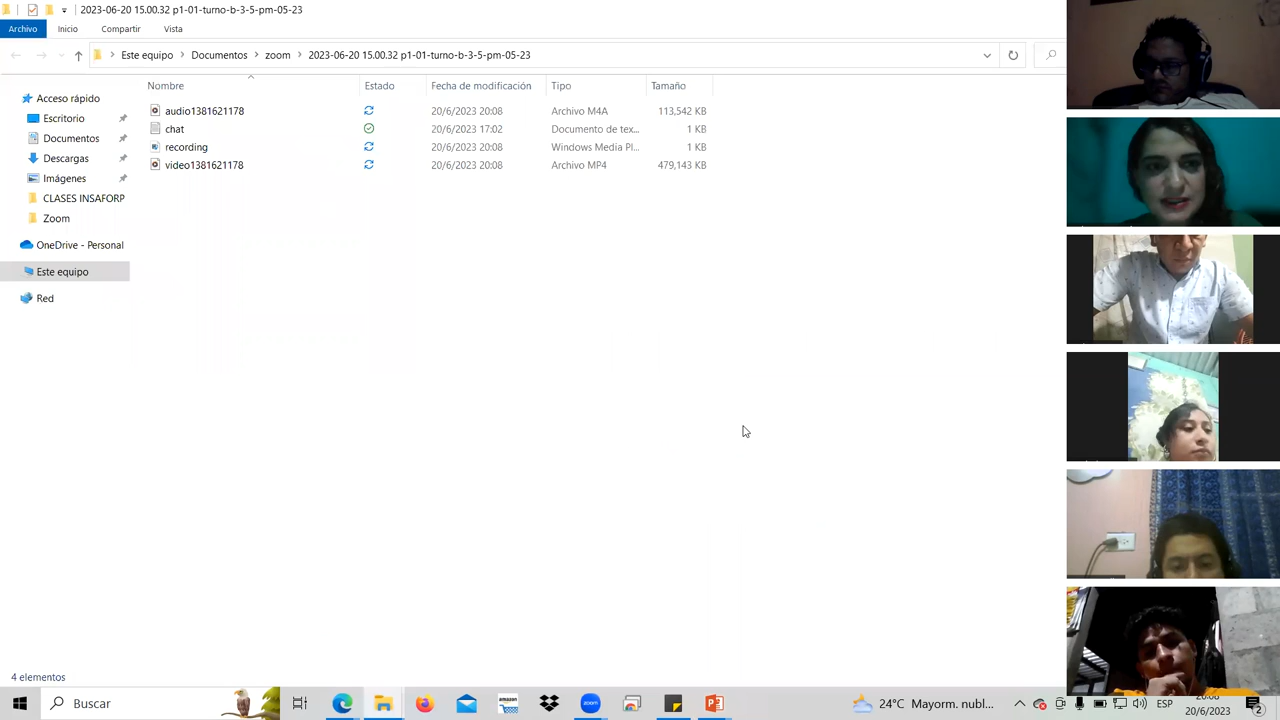 2023-06-20 15.00.32 p1-01-turno-b-3-5-pm-05-23
Archivo Inicio Compartir Vista
Este equipo Documentos zoom 2023-06-20 15.00.32 p1-01-turno-b-3-5-pm-05-23
Nombre Estado Fecha de modificación Tipo Tamaño
Acceso rápido
Escritorio
Documentos
Descargas
Imágenes
CLASES INSAFORP
Zoom
OneDrive - Personal
Este equipo
Red
audio1381621178 20/6/2023 20:08 Archivo M4A 113,542 KB
chat 20/6/2023 17:02 Documento de tex... 1 KB
recording 20/6/2023 20:08 Windows Media Pl... 1 KB
video1381621178 20/6/2023 20:08 Archivo MP4 479,143 KB
4 elementos
Buscar
amazon
zoom
24°C Mayorm. nubl...
ESP
20:08
20/6/2023
2